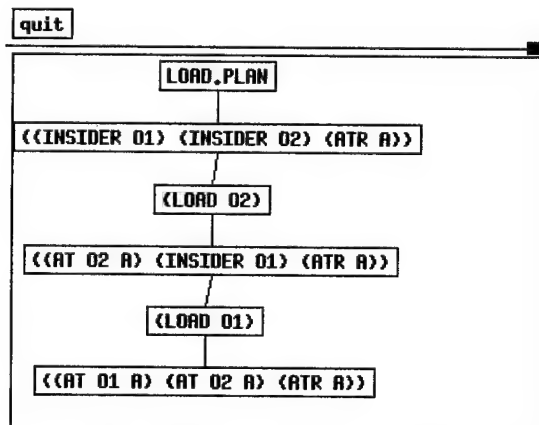 quit
LOAD.PLAN
((INSIDER O1) (INSIDER O2) (ATR A))
(LOAD O2)
((AT O2 A) (INSIDER O1) (ATR A))
(LOAD O1)
((AT O1 A) (AT O2 A) (ATR A))